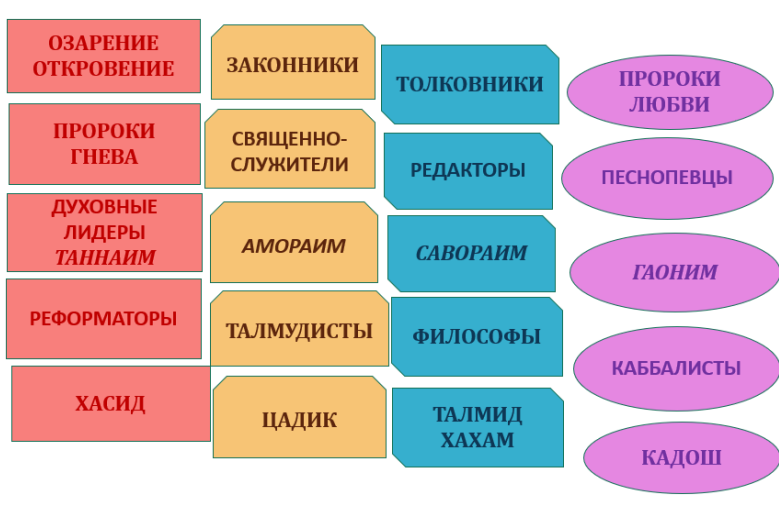 ОЗАРЕНИЕ
ОТКРОВЕНИЕ
ЗАКОННИКИ
ТОЛКОВНИКИ
ПРОРОКИ
ЛЮБВИ
ПРОРОКИ
ГНЕВА
СВЯЩЕННО-
СЛУЖИТЕЛИ
РЕДАКТОРЫ
ПЕСНОПЕВЦЫ
ДУХОВНЫЕ
ЛИДЕРЫ
ТАННАИМ
АМОРАИМ
САВОРАИМ
ГАОНИМ
РЕФОРМАТОРЫ
ТАЛМУДИСТЫ
ФИЛОСОФЫ
КАББАЛИСТЫ
ХАСИД
ЦАДИК
ТАЛМИД
ХАХАМ
КАДОШ